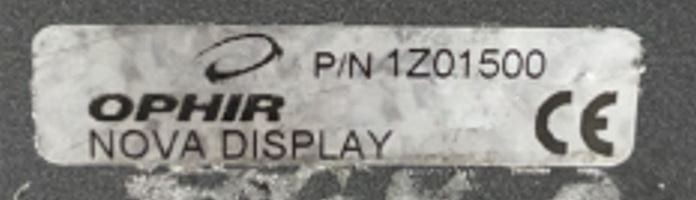 P/N 1Z01500
OPHIR
NOVA DISPLAY
CE